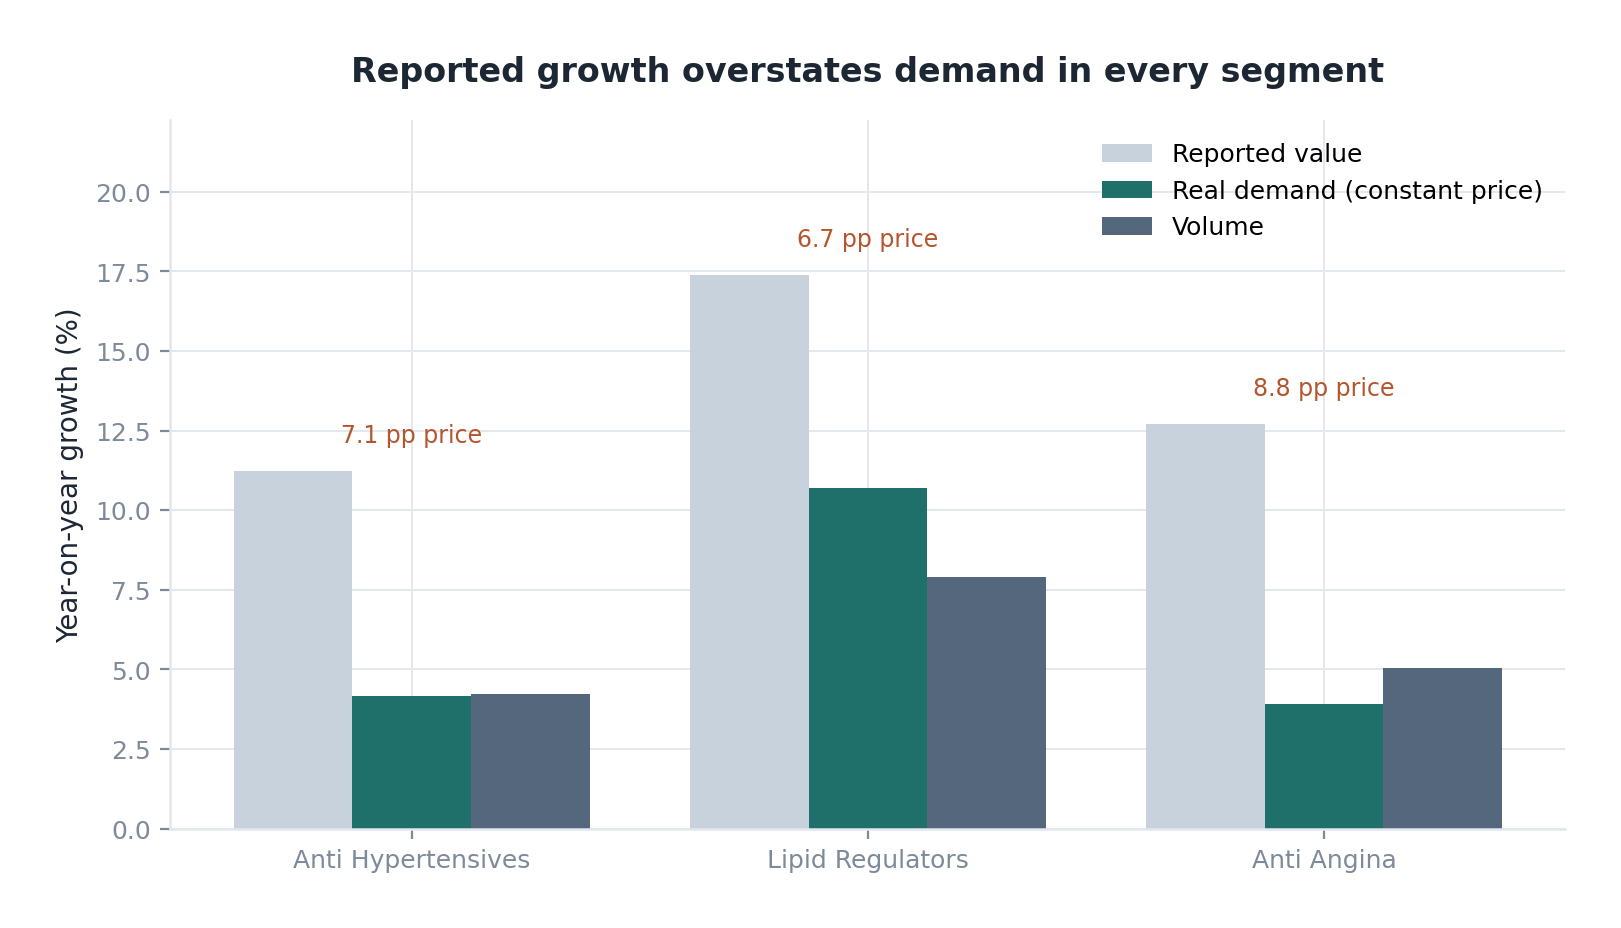 Reported growth overstates demand in every segment
Reported value
Real demand (constant price)
Volume
Year-on-year growth (%)
20.0
17.5
15.0
12.5
10.0
7.5
5.0
2.5
0.0
7.1 pp price
6.7 pp price
8.8 pp price
Anti Hypertensives
Lipid Regulators
Anti Angina